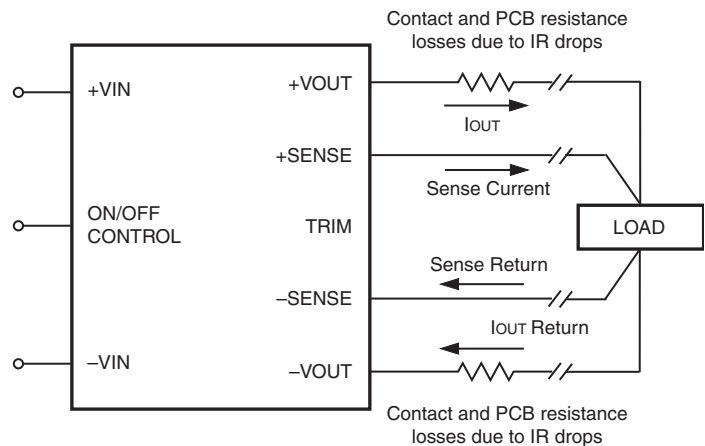 Contact and PCB resistance
losses due to IR drops
+VIN
+VOUT
IOUT
+SENSE
Sense Current
ON/OFF
CONTROL
TRIM
LOAD
Sense Return
–SENSE
IOUT Return
–VIN
–VOUT
Contact and PCB resistance
losses due to IR drops